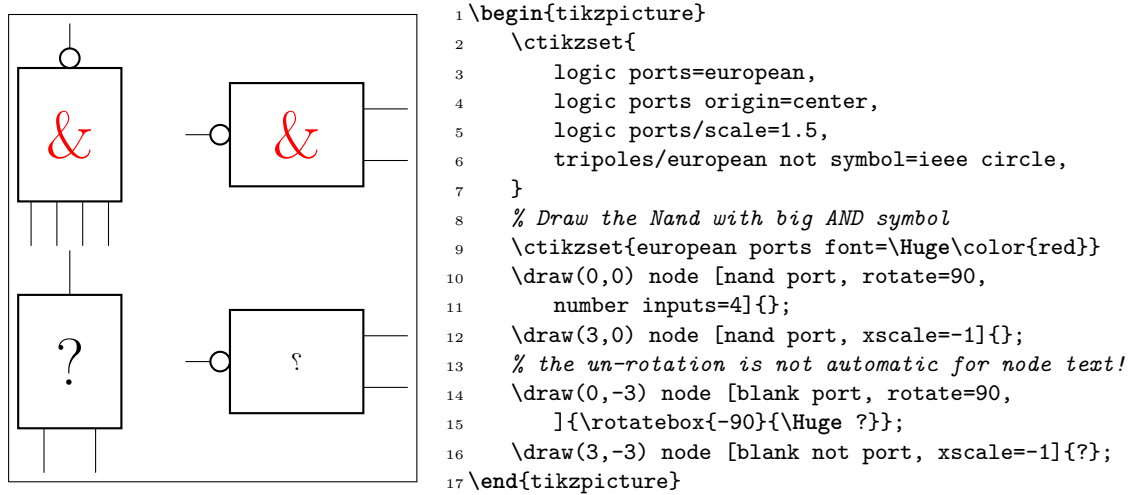 &
&
?
⸮
1 \begin{tikzpicture}
2 \ctikzset{
3 logic ports=european,
4 logic ports origin=center,
5 logic ports/scale=1.5,
6 tripoles/european not symbol=ieee circle,
7 }
8 % Draw the Nand with big AND symbol
9 \ctikzset{european ports font=\Huge\color{red}}
10 \draw(0,0) node [nand port, rotate=90,
11 number inputs=4]{};
12 \draw(3,0) node [nand port, xscale=-1]{};
13 % the un-rotation is not automatic for node text!
14 \draw(0,-3) node [blank port, rotate=90,
15 ]{\rotatebox{-90}{\Huge ?}};
16 \draw(3,-3) node [blank not port, xscale=-1]{?};
17 \end{tikzpicture}